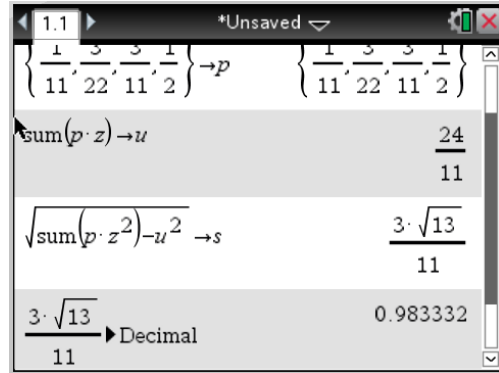 1.1 *Unsaved
{1/11, 3/22, 3/11, 1/2}→p {1/11, 3/22, 3/11, 1/2}
sum(p·z)→u 24/11
√(sum(p·z²)−u²) →s 3·√13/11
3·√13/11 ▶Decimal 0.983332